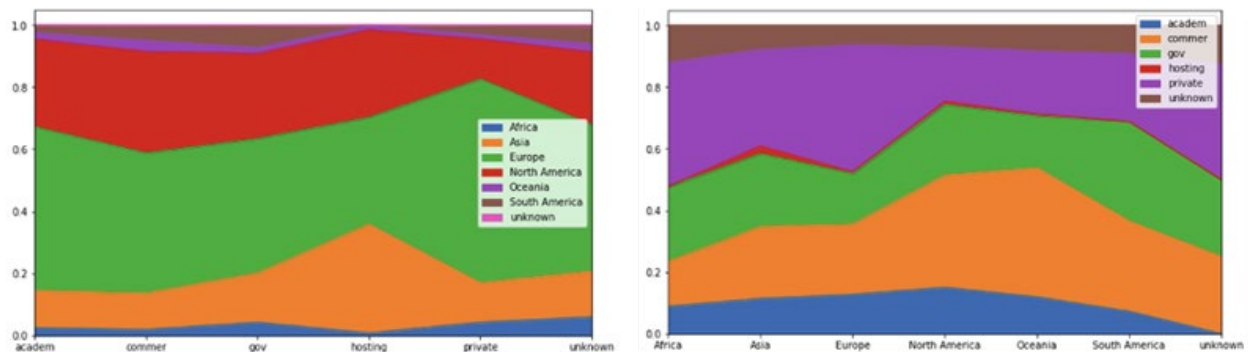 1.0
0.8
0.6
0.4
0.2
0.0
academ commer gov hosting private unknown
Africa
Asia
Europe
North America
Oceania
South America
unknown
1.0
0.8
0.6
0.4
0.2
0.0
Africa Asia Europe North America Oceania South America unknown
academ
commer
gov
hosting
private
unknown